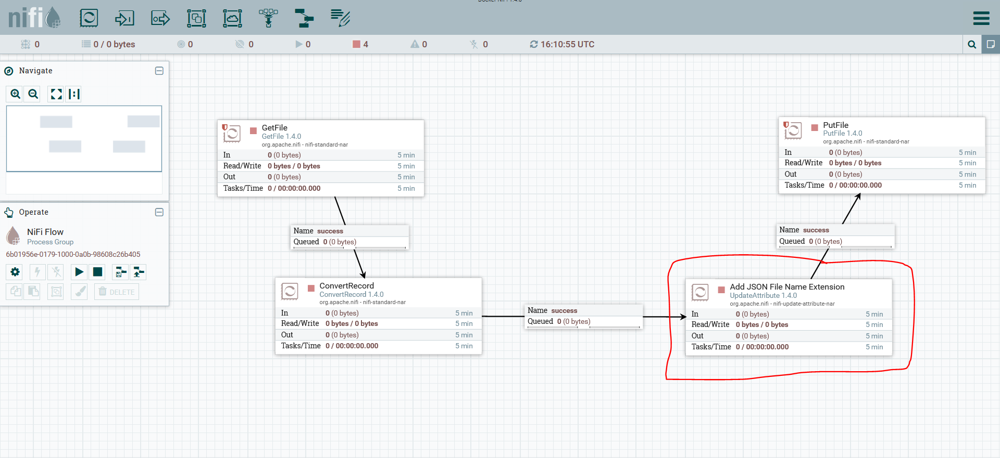 nifi
0
0 / 0 bytes
0
0
0
4
0
0
16:10:55 UTC
Navigate
Operate
NiFi Flow
Process Group
6b01956e-0179-1000-0a0b-98608c26b405
DELETE
GetFile
GetFile 1.4.0
org.apache.nifi - nifi-standard-nar
In 0 (0 bytes) 5 min
Read/Write 0 bytes / 0 bytes 5 min
Out 0 (0 bytes) 5 min
Tasks/Time 0 / 00:00:00.000 5 min
Name success
Queued 0 (0 bytes)
ConvertRecord
ConvertRecord 1.4.0
org.apache.nifi - nifi-standard-nar
In 0 (0 bytes) 5 min
Read/Write 0 bytes / 0 bytes 5 min
Out 0 (0 bytes) 5 min
Tasks/Time 0 / 00:00:00.000 5 min
Name success
Queued 0 (0 bytes)
Add JSON File Name Extension
UpdateAttribute 1.4.0
org.apache.nifi - nifi-update-attribute-nar
In 0 (0 bytes) 5 min
Read/Write 0 bytes / 0 bytes 5 min
Out 0 (0 bytes) 5 min
Tasks/Time 0 / 00:00:00.000 5 min
Name success
Queued 0 (0 bytes)
PutFile
PutFile 1.4.0
org.apache.nifi - nifi-standard-nar
In 0 (0 bytes) 5 min
Read/Write 0 bytes / 0 bytes 5 min
Out 0 (0 bytes) 5 min
Tasks/Time 0 / 00:00:00.000 5 min